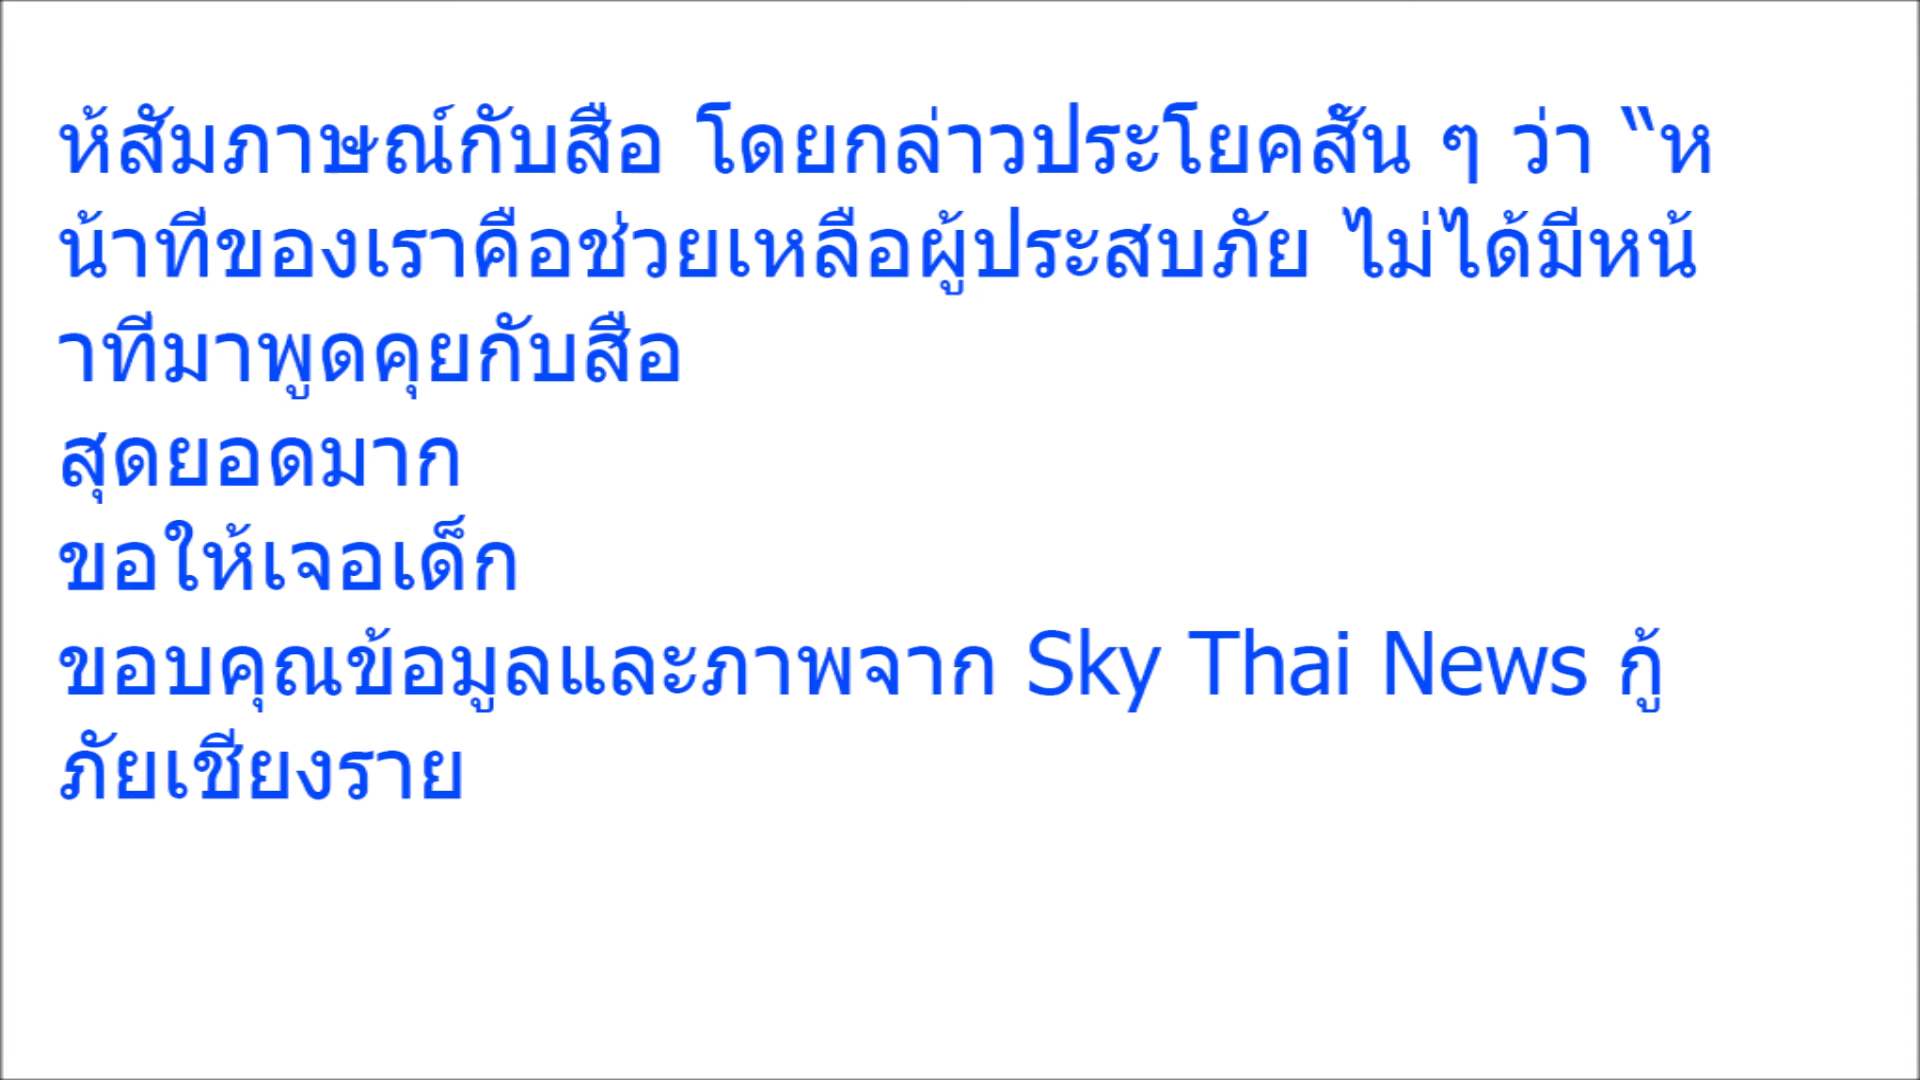 ห้สัมภาษณ์กับสื่อ โดยกล่าวประโยคสั้น ๆ ว่า “ห
น้าที่ของเราคือช่วยเหลือผู้ประสบภัย ไม่ได้มีหน้
าที่มาพูดคุยกับสื่อ
สุดยอดมาก
ขอให้เจอเด็ก
ขอบคุณข้อมูลและภาพจาก Sky Thai News กู้
ภัยเชียงราย